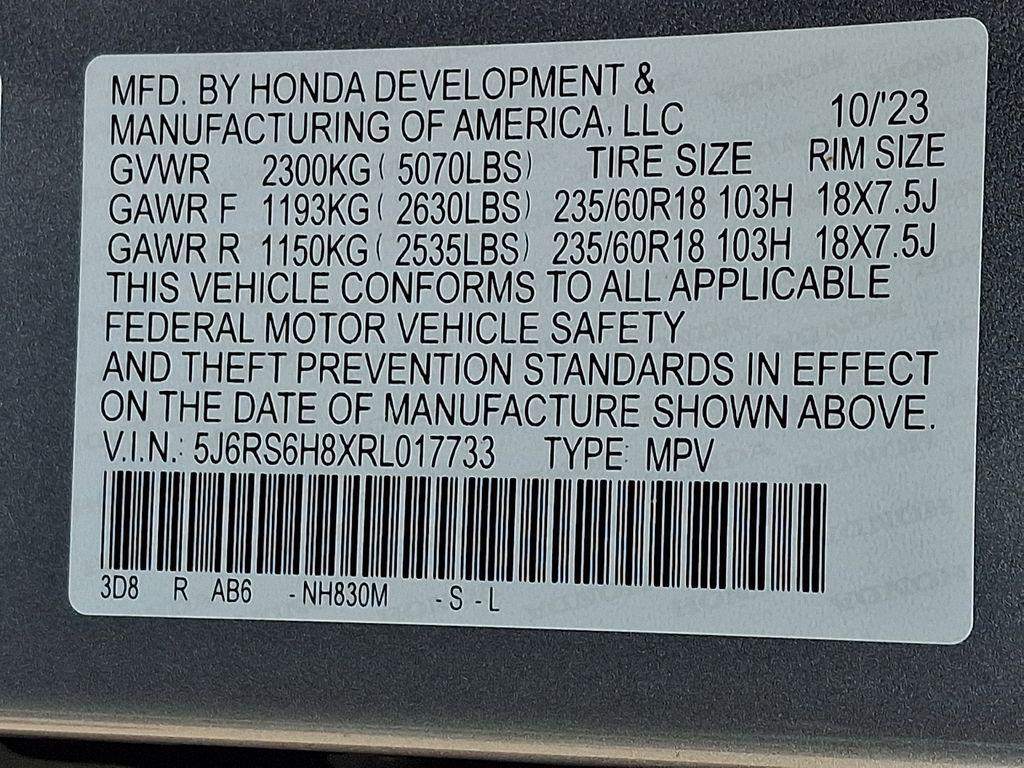 MFD. BY HONDA DEVELOPMENT &
MANUFACTURING OF AMERICA, LLC 10/'23
GVWR 2300KG ( 5070LBS) TIRE SIZE RIM SIZE
GAWR F 1193KG ( 2630LBS) 235/60R18 103H 18X7.5J
GAWR R 1150KG ( 2535LBS) 235/60R18 103H 18X7.5J
THIS VEHICLE CONFORMS TO ALL APPLICABLE
FEDERAL MOTOR VEHICLE SAFETY
AND THEFT PREVENTION STANDARDS IN EFFECT
ON THE DATE OF MANUFACTURE SHOWN ABOVE.
V.I.N.: 5J6RS6H8XRL017733 TYPE: MPV
3D8 R AB6 -NH830M -S -L